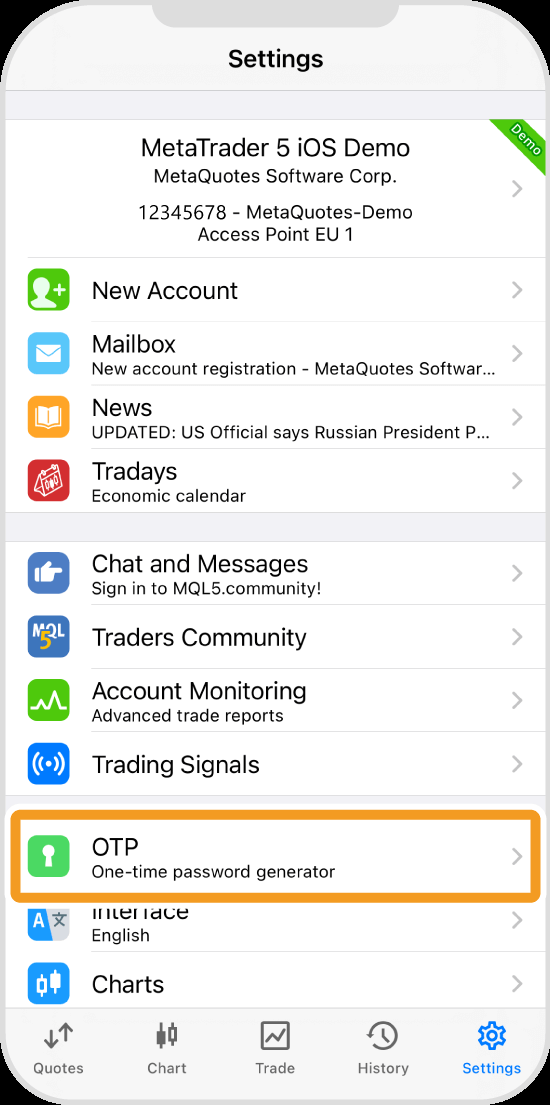 Settings
Demo
MetaTrader 5 iOS Demo
MetaQuotes Software Corp.
12345678 - MetaQuotes-Demo
Access Point EU 1
New Account
Mailbox
New account registration - MetaQuotes Softwar...
News
UPDATED: US Official says Russian President P...
Tradays
Economic calendar
Chat and Messages
Sign in to MQL5.community!
MQL
5
Traders Community
Account Monitoring
Advanced trade reports
Trading Signals
OTP
One-time password generator
A 文
Interface
English
Charts
Quotes
Chart
Trade
History
Settings